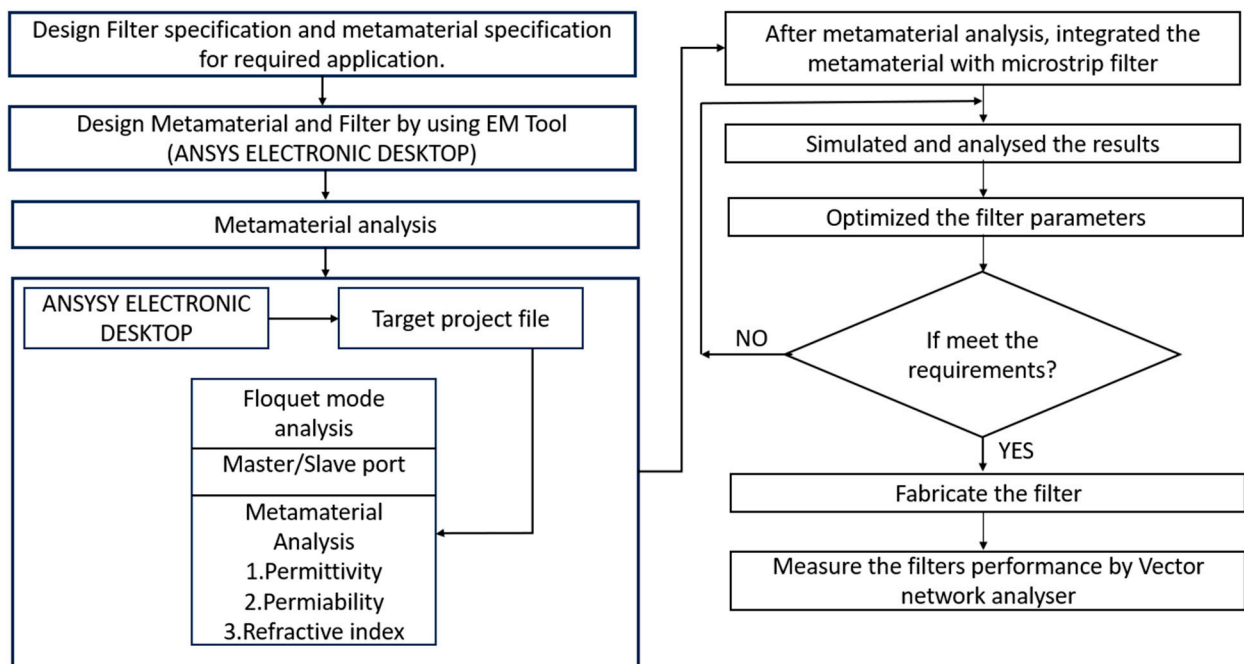 Design Filter specification and metamaterial specification
for required application.
Design Metamaterial and Filter by using EM Tool
(ANSYS ELECTRONIC DESKTOP)
Metamaterial analysis
ANSYSY ELECTRONIC
DESKTOP
Target project file
Floquet mode
analysis
Master/Slave port
Metamaterial
Analysis
1.Permittivity
2.Permiability
3.Refractive index
After metamaterial analysis, integrated the
metamaterial with microstrip filter
Simulated and analysed the results
Optimized the filter parameters
If meet the
requirements?
NO
YES
Fabricate the filter
Measure the filters performance by Vector
network analyser